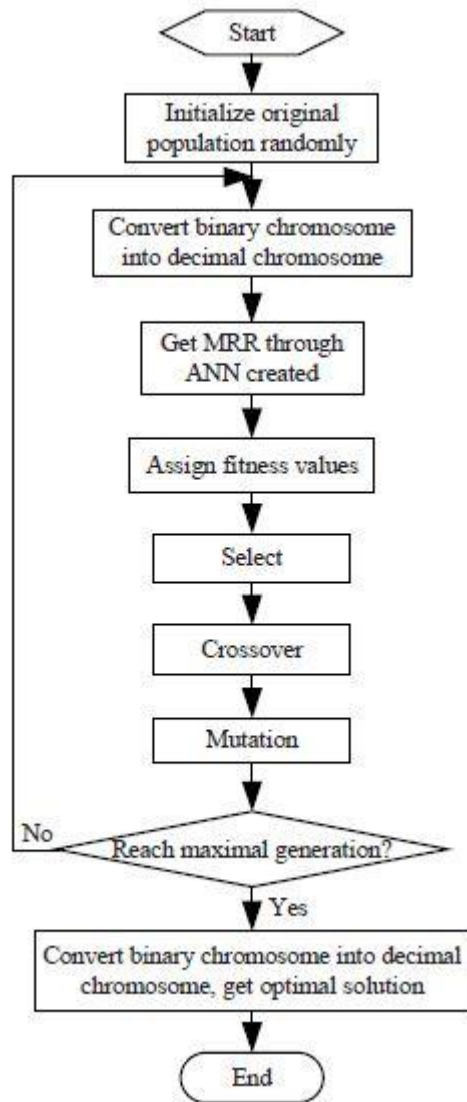 Start
Initialize original
population randomly
Convert binary chromosome
into decimal chromosome
Get MRR through
ANN created
Assign fitness values
Select
Crossover
Mutation
No
Reach maximal generation?
Yes
Convert binary chromosome into decimal
chromosome, get optimal solution
End